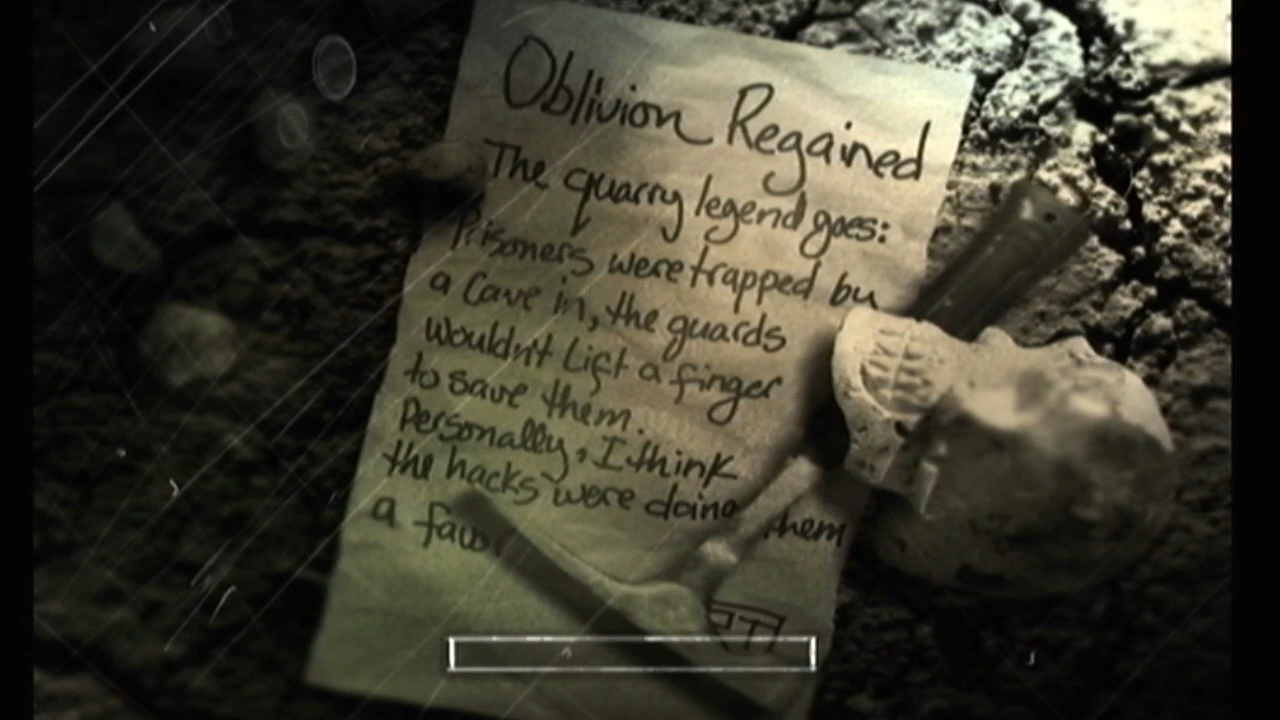 Oblivion Regained
The quarry legend goes:
Prisoners were trapped by
a Cave in, the guards
wouldn't Lift a finger
to save them.
Personally, I think
the hacks were doing them
a